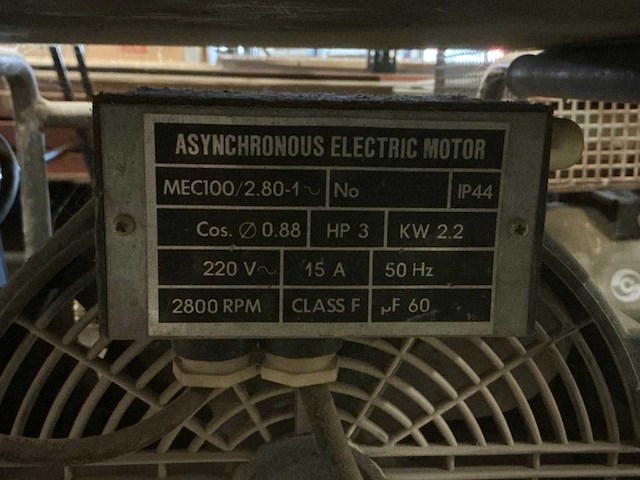 ASYNCHRONOUS ELECTRIC MOTOR
MEC100/2.80-1~ No IP44
Cos. Ø 0.88 HP 3 KW 2.2
220 V~ 15 A 50 Hz
2800 RPM CLASS F µF 60